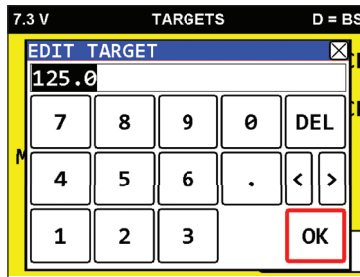 7.3 V TARGETS D = BS
EDIT TARGET
125.0
7 8 9 0 DEL
M
4 5 6 . < >
1 2 3 OK